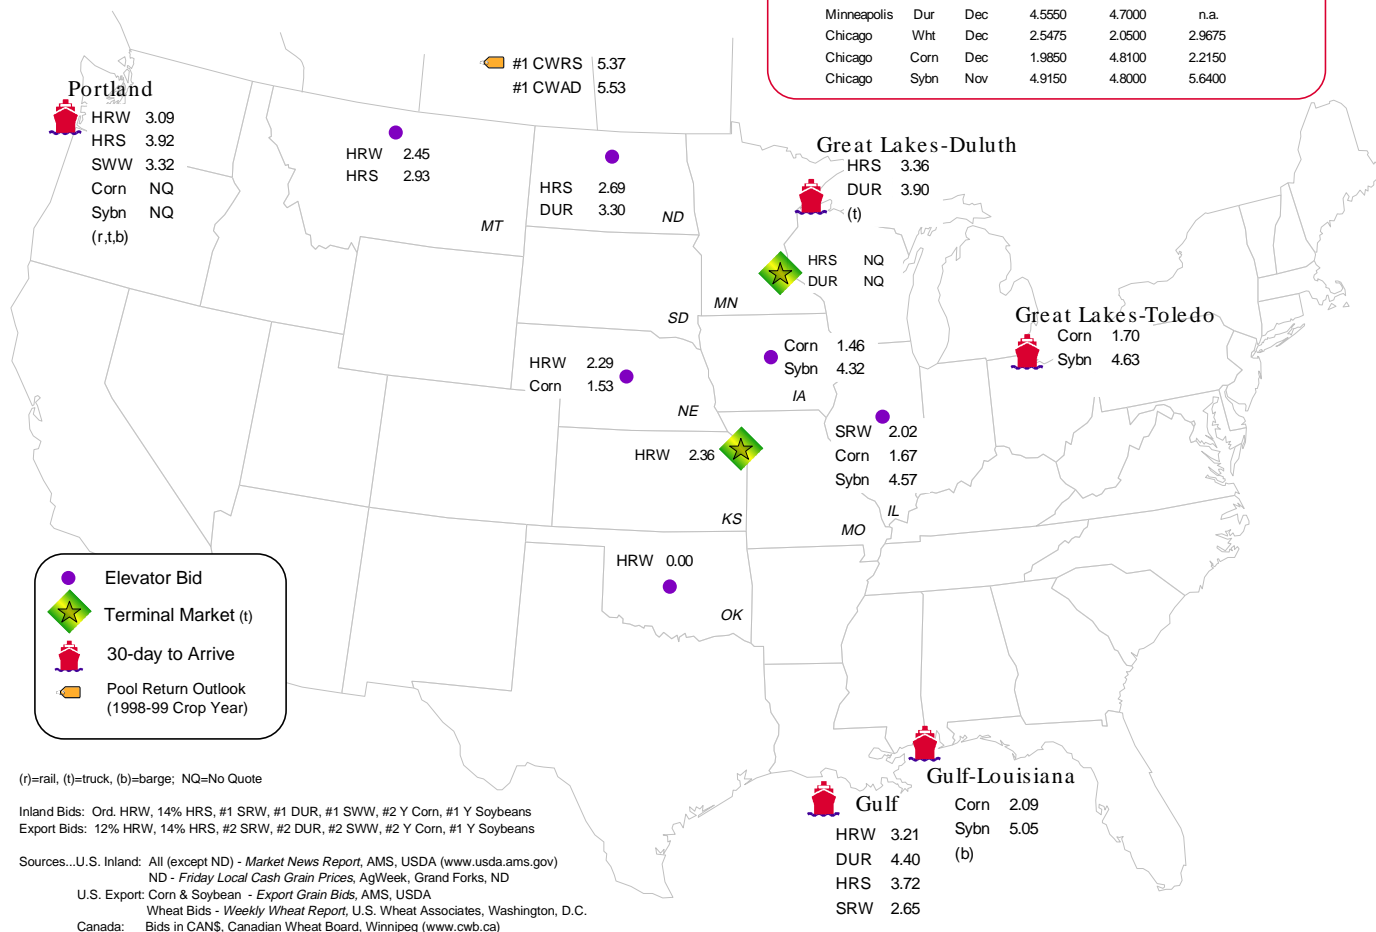 Minneapolis Dur Dec 4.5550 4.7000 n.a.
Chicago Wht Dec 2.5475 2.0500 2.9675
Chicago Corn Dec 1.9850 4.8100 2.2150
Chicago Sybn Nov 4.9150 4.8000 5.6400
#1 CWRS 5.37
#1 CWAD 5.53
Portland
HRW 3.09
HRS 3.92
SWW 3.32
Corn NQ
Sybn NQ
(r,t,b)
HRW 2.45
HRS 2.93
MT
HRS 2.69
DUR 3.30
ND
Great Lakes-Duluth
HRS 3.36
DUR 3.90
(t)
HRS NQ
DUR NQ
MN
SD
Great Lakes-Toledo
Corn 1.70
Sybn 4.63
Corn 1.46
Sybn 4.32
IA
HRW 2.29
Corn 1.53
NE
SRW 2.02
Corn 1.67
Sybn 4.57
IL
HRW 2.36
KS
MO
HRW 0.00
OK
Elevator Bid
Terminal Market (t)
30-day to Arrive
Pool Return Outlook
(1998-99 Crop Year)
Gulf-Louisiana
Corn 2.09
Sybn 5.05
(b)
Gulf
HRW 3.21
DUR 4.40
HRS 3.72
SRW 2.65
(r)=rail, (t)=truck, (b)=barge; NQ=No Quote
Inland Bids: Ord. HRW, 14% HRS, #1 SRW, #1 DUR, #1 SWW, #2 Y Corn, #1 Y Soybeans
Export Bids: 12% HRW, 14% HRS, #2 SRW, #2 DUR, #2 SWW, #2 Y Corn, #1 Y Soybeans
Sources...U.S. Inland: All (except ND) - Market News Report, AMS, USDA (www.usda.ams.gov)
ND - Friday Local Cash Grain Prices, AgWeek, Grand Forks, ND
U.S. Export: Corn & Soybean - Export Grain Bids, AMS, USDA
Wheat Bids - Weekly Wheat Report, U.S. Wheat Associates, Washington, D.C.
Canada: Bids in CAN$, Canadian Wheat Board, Winnipeg (www.cwb.ca)